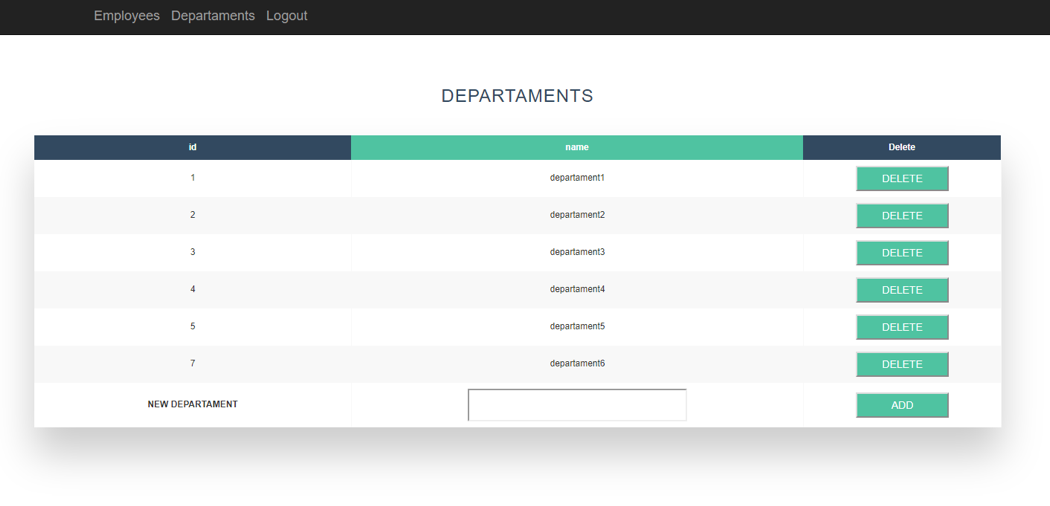 Employees Departaments Logout
DEPARTAMENTS
id name Delete
1 departament1 DELETE
2 departament2 DELETE
3 departament3 DELETE
4 departament4 DELETE
5 departament5 DELETE
7 departament6 DELETE
NEW DEPARTAMENT ADD